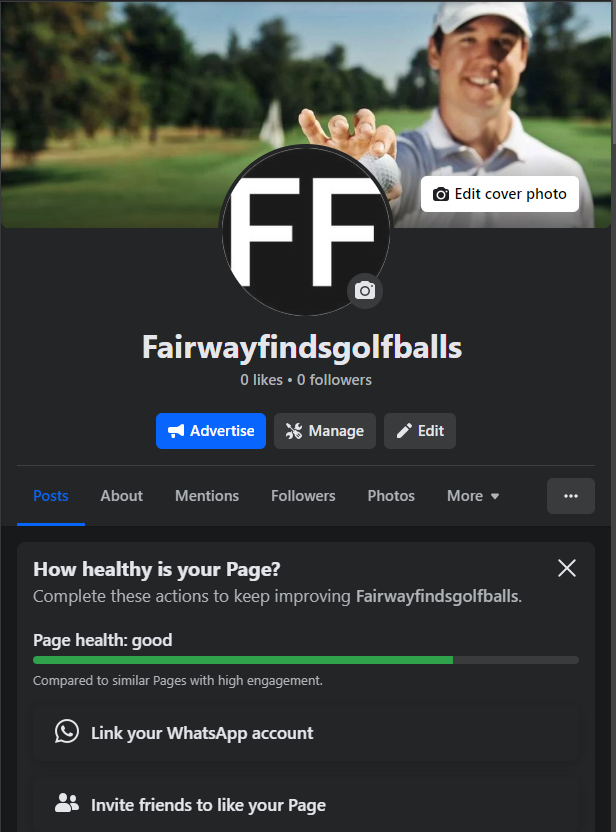 Edit cover photo
FF
Fairwayfindsgolfballs
0 likes • 0 followers
Advertise
Manage
Edit
Posts
About
Mentions
Followers
Photos
More
How healthy is your Page?
Complete these actions to keep improving Fairwayfindsgolfballs.
Page health: good
Compared to similar Pages with high engagement.
Link your WhatsApp account
Invite friends to like your Page